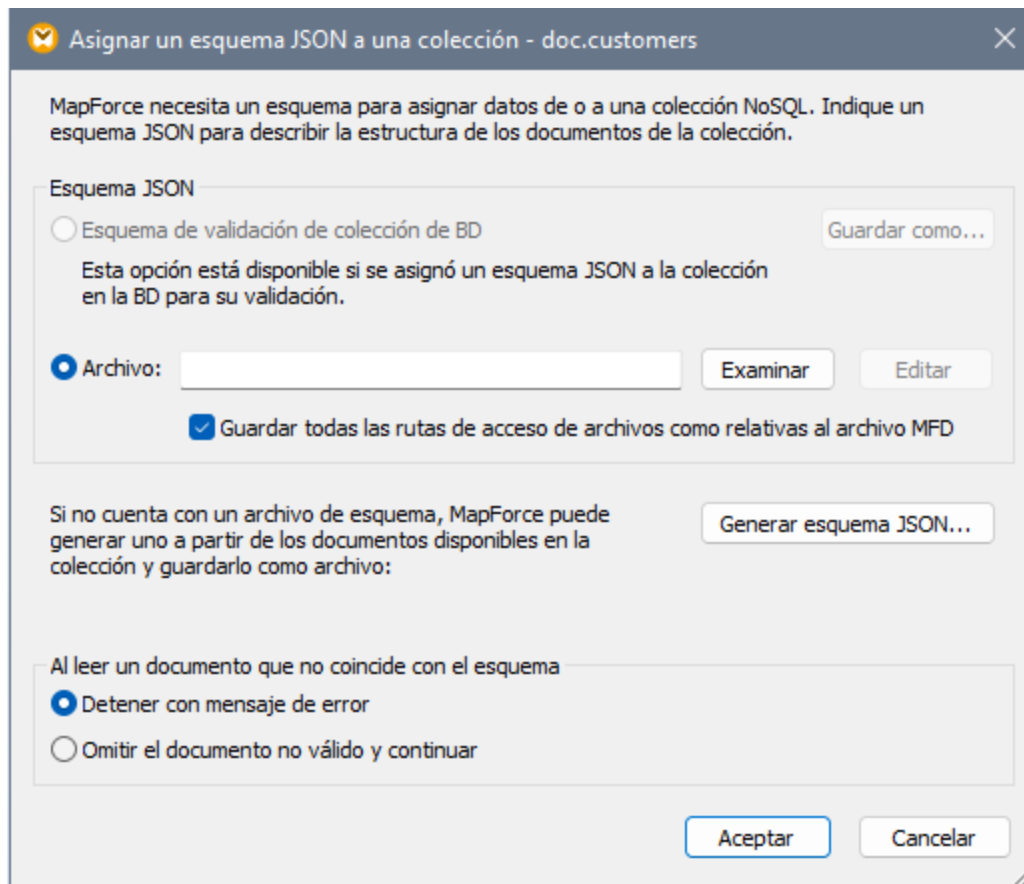 Asignar un esquema JSON a una colección - doc.customers
MapForce necesita un esquema para asignar datos de o a una colección NoSQL. Indique un
esquema JSON para describir la estructura de los documentos de la colección.
Esquema JSON
Esquema de validación de colección de BD
Guardar como...
Esta opción está disponible si se asignó un esquema JSON a la colección
en la BD para su validación.
Archivo:
Examinar
Editar
Guardar todas las rutas de acceso de archivos como relativas al archivo MFD
Si no cuenta con un archivo de esquema, MapForce puede
generar uno a partir de los documentos disponibles en la
colección y guardarlo como archivo:
Generar esquema JSON...
Al leer un documento que no coincide con el esquema
Detener con mensaje de error
Omitir el documento no válido y continuar
Aceptar
Cancelar